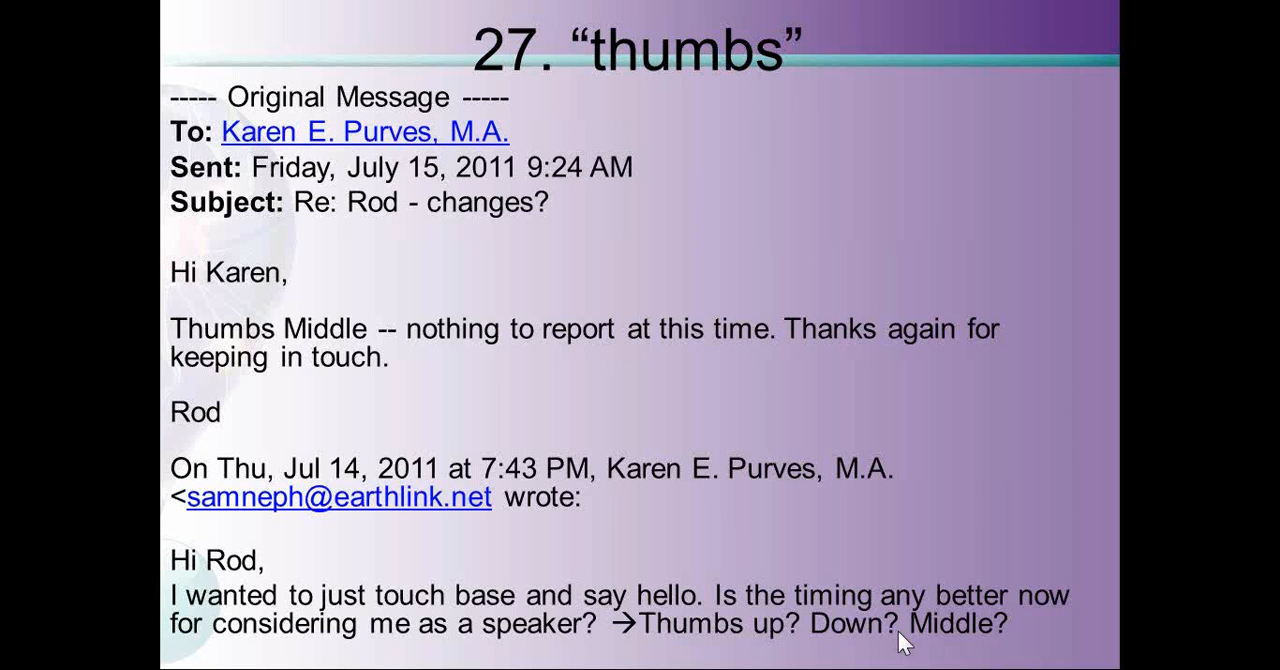 27. “thumbs”
----- Original Message -----
To: Karen E. Purves, M.A.
Sent: Friday, July 15, 2011 9:24 AM
Subject: Re: Rod - changes?
Hi Karen,
Thumbs Middle -- nothing to report at this time. Thanks again for
keeping in touch.
Rod
On Thu, Jul 14, 2011 at 7:43 PM, Karen E. Purves, M.A.
<samneph@earthlink.net wrote:
Hi Rod,
I wanted to just touch base and say hello. Is the timing any better now
for considering me as a speaker? →Thumbs up? Down? Middle?